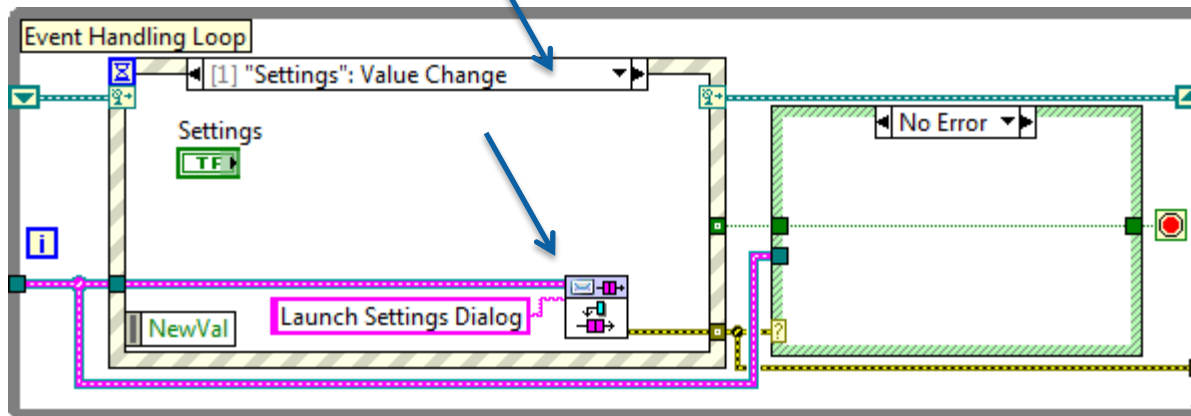 Event Handling Loop
[1] "Settings": Value Change
No Error
Settings
TF
i
Launch Settings Dialog
NewVal
?